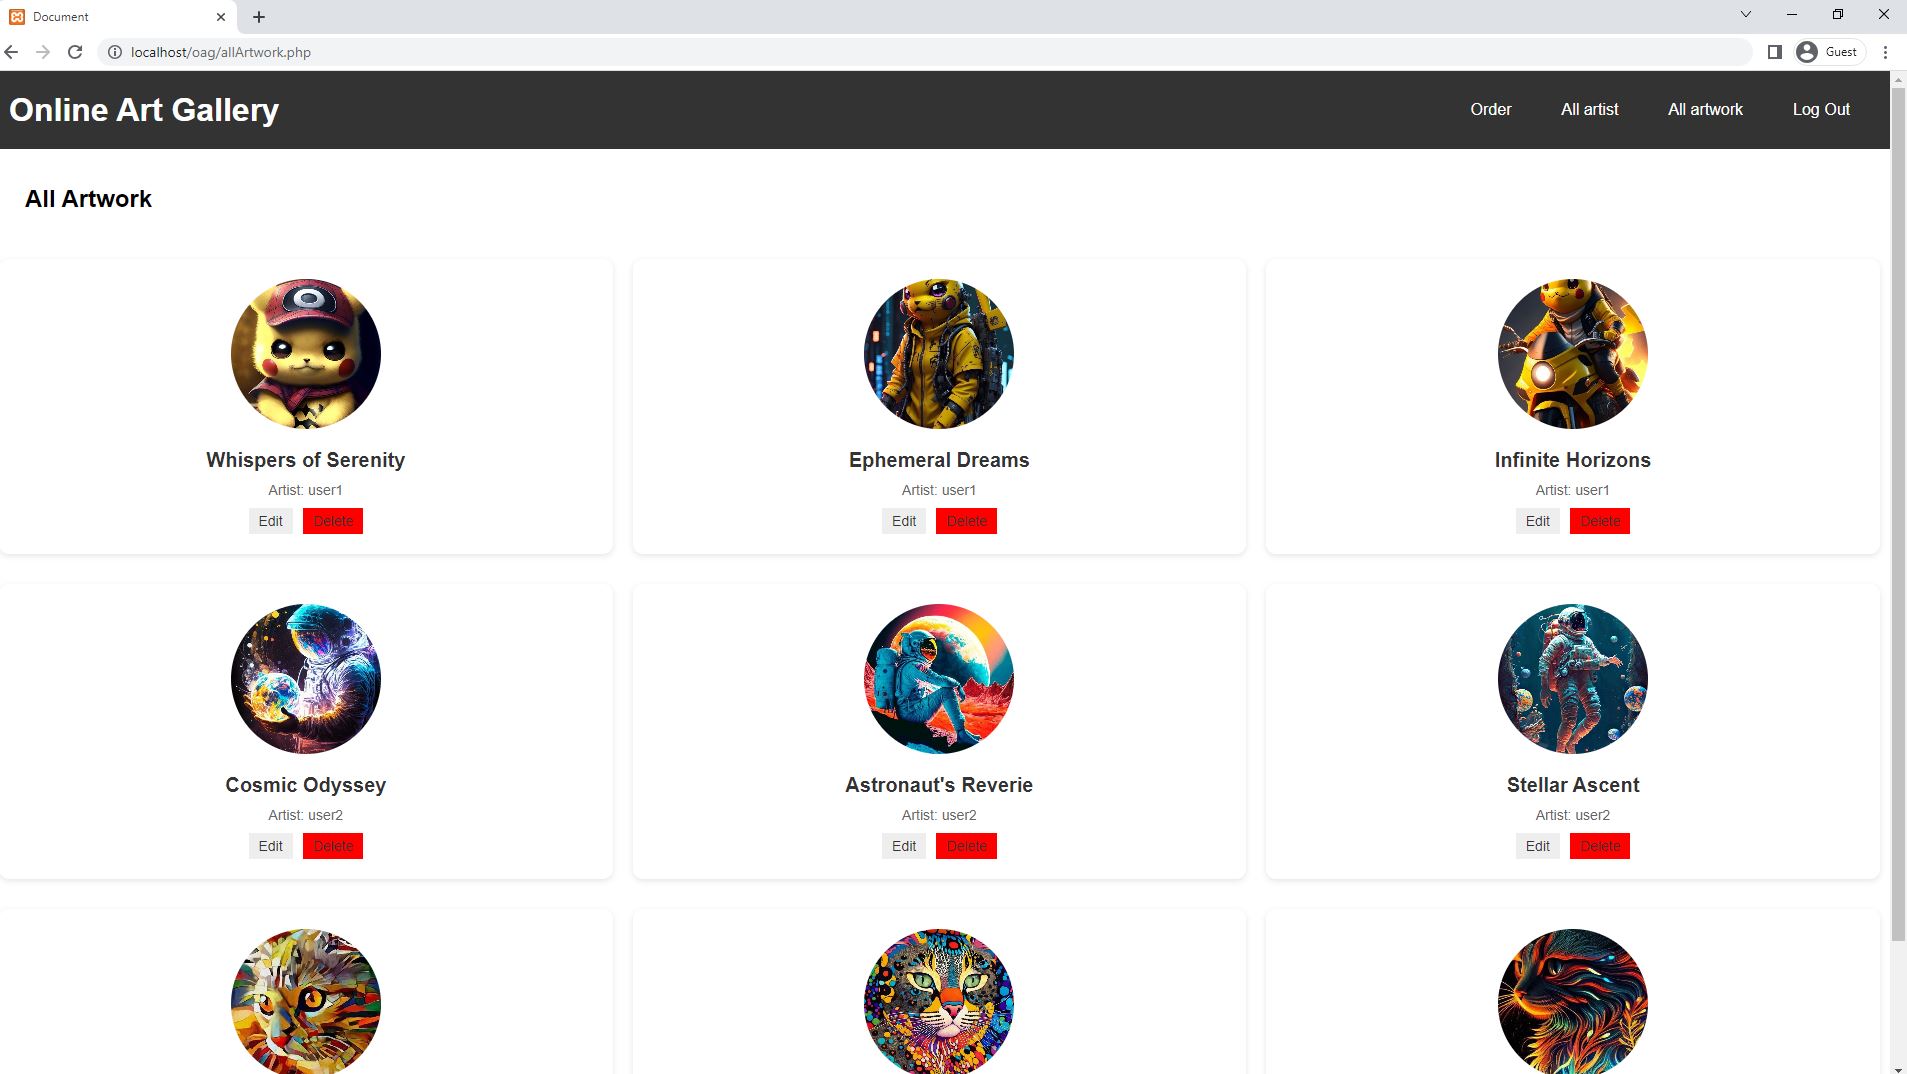 Document
localhost/oag/allArtwork.php
Guest
Online Art Gallery
Order
All artist
All artwork
Log Out
All Artwork
Whispers of Serenity
Artist: user1
Edit
Delete
Ephemeral Dreams
Artist: user1
Edit
Delete
Infinite Horizons
Artist: user1
Edit
Delete
Cosmic Odyssey
Artist: user2
Edit
Delete
Astronaut's Reverie
Artist: user2
Edit
Delete
Stellar Ascent
Artist: user2
Edit
Delete